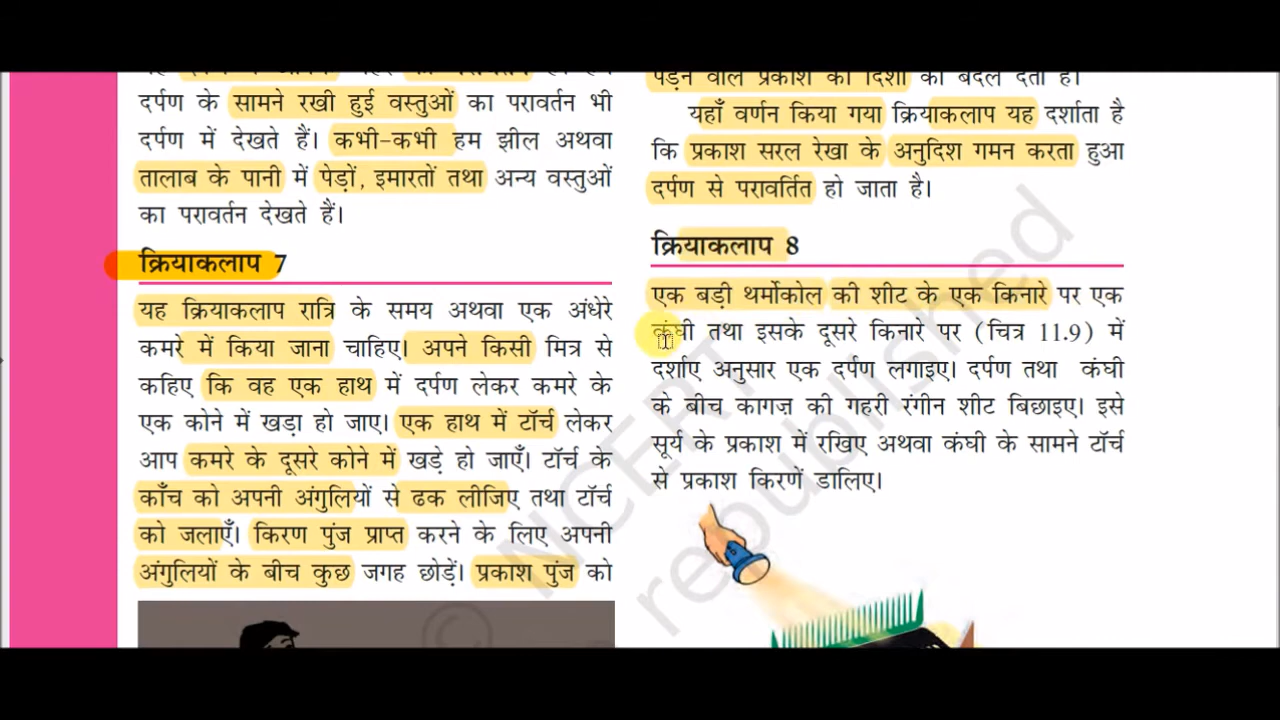 दर्पण के सामने रखी हुई वस्तुओं का परावर्तन भी
दर्पण में देखते हैं। कभी-कभी हम झील अथवा
तालाब के पानी में पेड़ों, इमारतों तथा अन्य वस्तुओं
का परावर्तन देखते हैं।
क्रियाकलाप 7
यह क्रियाकलाप रात्रि के समय अथवा एक अंधेरे
कमरे में किया जाना चाहिए। अपने किसी मित्र से
कहिए कि वह एक हाथ में दर्पण लेकर कमरे के
एक कोने में खड़ा हो जाए। एक हाथ में टॉर्च लेकर
आप कमरे के दूसरे कोने में खड़े हो जाएँ। टॉर्च के
काँच को अपनी अंगुलियों से ढक लीजिए तथा टॉर्च
को जलाएँ। किरण पुंज प्राप्त करने के लिए अपनी
अंगुलियों के बीच कुछ जगह छोड़ें। प्रकाश पुंज को
पड़ने वाले प्रकाश की दिशा को बदल देता है।
यहाँ वर्णन किया गया क्रियाकलाप यह दर्शाता है
कि प्रकाश सरल रेखा के अनुदिश गमन करता हुआ
दर्पण से परावर्तित हो जाता है।
क्रियाकलाप 8
एक बड़ी थर्मोकोल की शीट के एक किनारे पर एक
कंघी तथा इसके दूसरे किनारे पर (चित्र 11.9) में
दर्शाए अनुसार एक दर्पण लगाइए। दर्पण तथा कंघी
के बीच कागज़ की गहरी रंगीन शीट बिछाइए। इसे
सूर्य के प्रकाश में रखिए अथवा कंघी के सामने टॉर्च
से प्रकाश किरणें डालिए।
© NCERT
republished